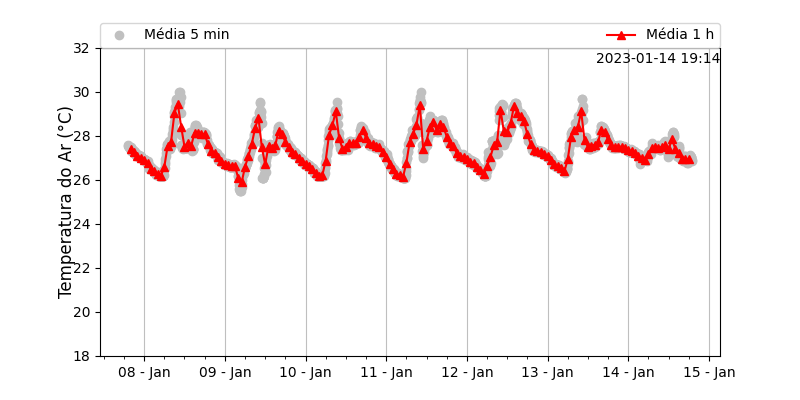 Média 5 min
Média 1 h
2023-01-14 19:14
Temperatura do Ar (°C)
32
30
28
26
24
22
20
18
08 - Jan
09 - Jan
10 - Jan
11 - Jan
12 - Jan
13 - Jan
14 - Jan
15 - Jan